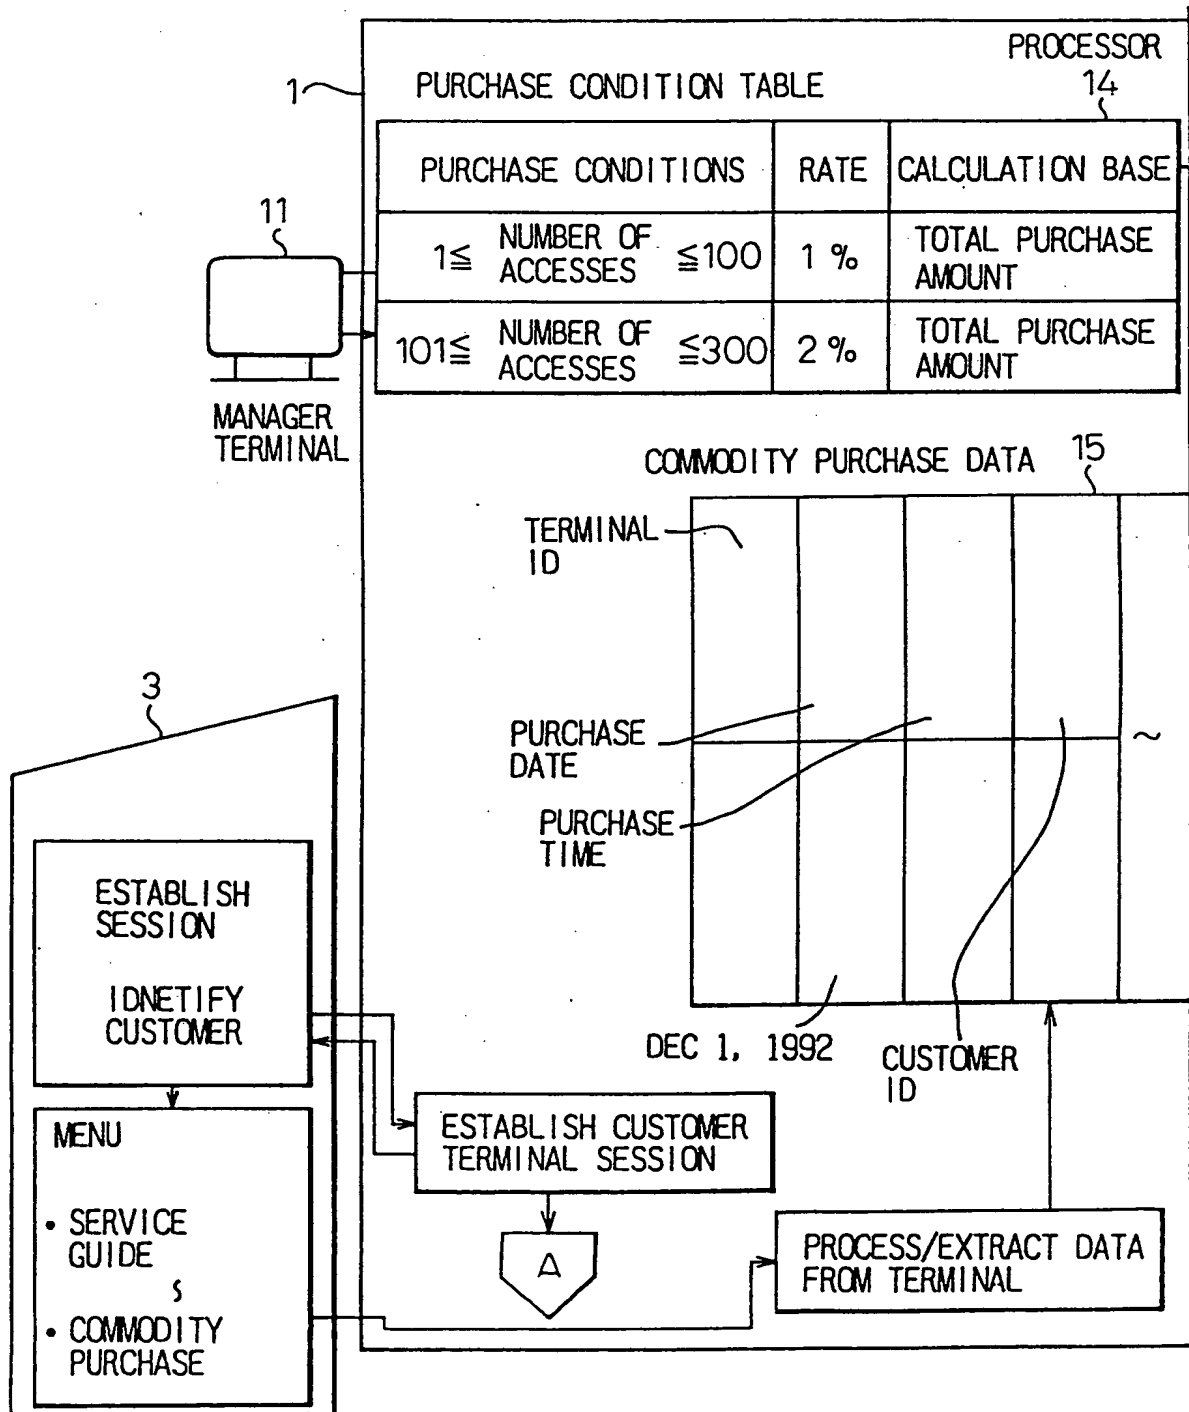 PROCESSOR
1
PURCHASE CONDITION TABLE
14
PURCHASE CONDITIONS
RATE
CALCULATION BASE
1≦ NUMBER OF ACCESSES ≦100
1 %
TOTAL PURCHASE
AMOUNT
101≦ NUMBER OF ACCESSES ≦300
2 %
TOTAL PURCHASE
AMOUNT
11
MANAGER
TERMINAL
COMMODITY PURCHASE DATA
15
TERMINAL
ID
PURCHASE
DATE
~
PURCHASE
TIME
DEC 1, 1992
CUSTOMER
ID
3
ESTABLISH
SESSION
IDNETIFY
CUSTOMER
MENU
• SERVICE
GUIDE
∫
• COMMODITY
PURCHASE
ESTABLISH CUSTOMER
TERMINAL SESSION
A
PROCESS/EXTRACT DATA
FROM TERMINAL